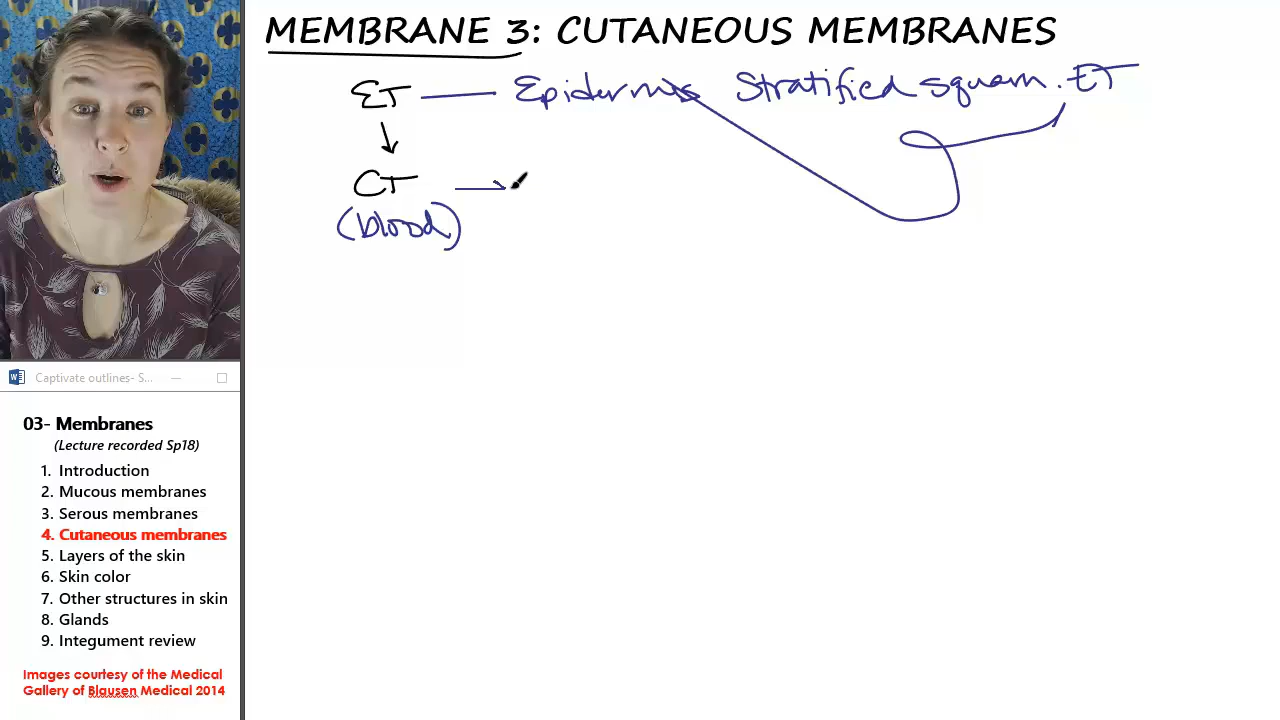 MEMBRANE 3: CUTANEOUS MEMBRANES
ET Epidermis Stratified squam. ET
CT
(blood)
Captivate outlines- S...
03- Membranes
(Lecture recorded Sp18)
1. Introduction
2. Mucous membranes
3. Serous membranes
4. Cutaneous membranes
5. Layers of the skin
6. Skin color
7. Other structures in skin
8. Glands
9. Integument review
Images courtesy of the Medical
Gallery of Blausen Medical 2014